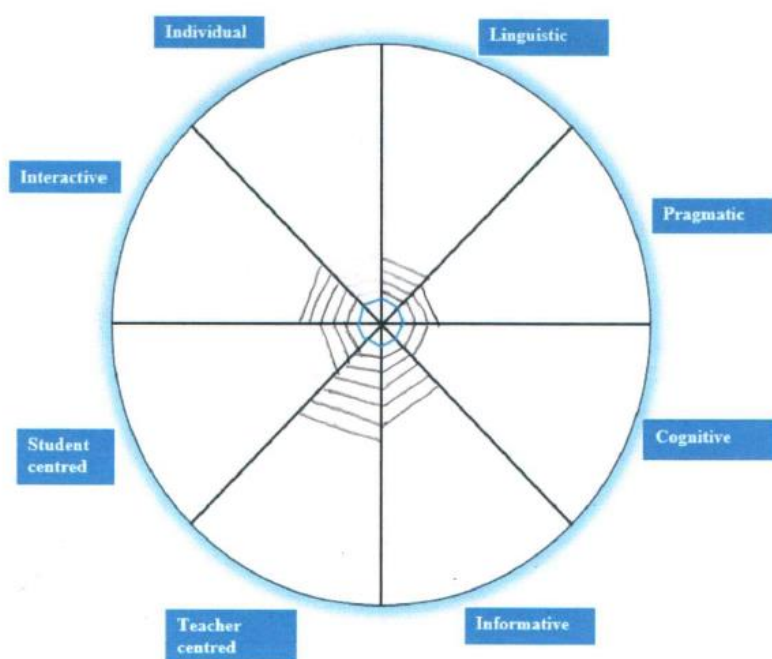 Individual
Linguistic
Interactive
Pragmatic
Student
centred
Cognitive
Teacher
centred
Informative